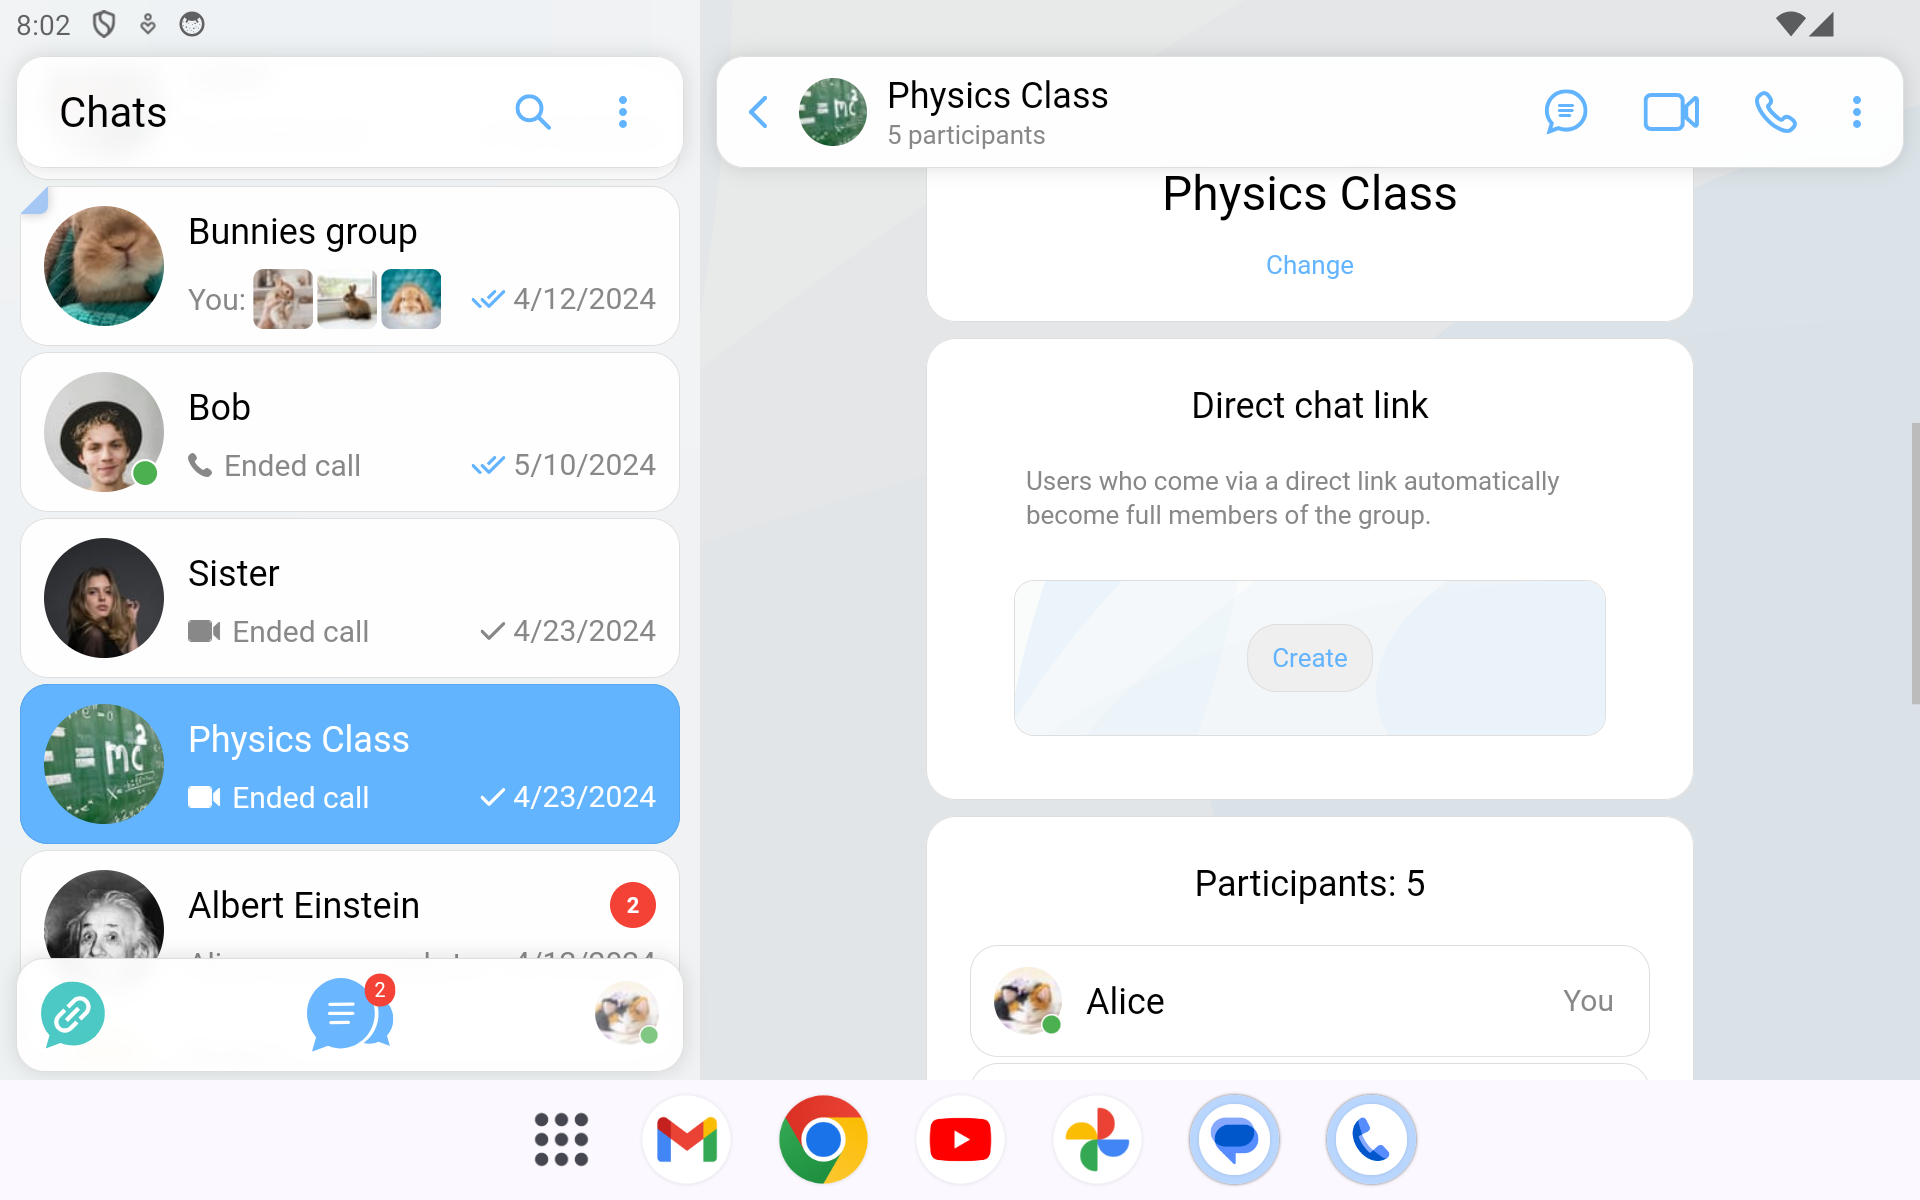 8:02
Chats
Bunnies group
You:
4/12/2024
Bob
Ended call
5/10/2024
Sister
Ended call
4/23/2024
Physics Class
Ended call
4/23/2024
Albert Einstein
2
2
Physics Class
5 participants
Physics Class
Change
Direct chat link
Users who come via a direct link automatically
become full members of the group.
Create
Participants: 5
Alice
You